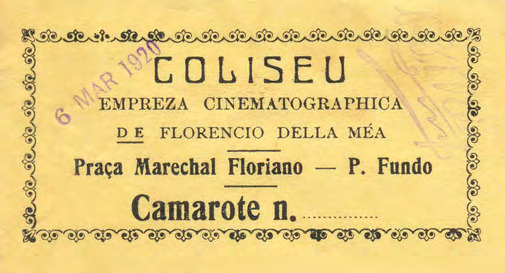 6 MAR 1920
COLISEU
EMPREZA CINEMATOGRAPHICA
DE FLORENCIO DELLA MÉA
Praça Marechal Floriano — P. Fundo
Camarote n. ................